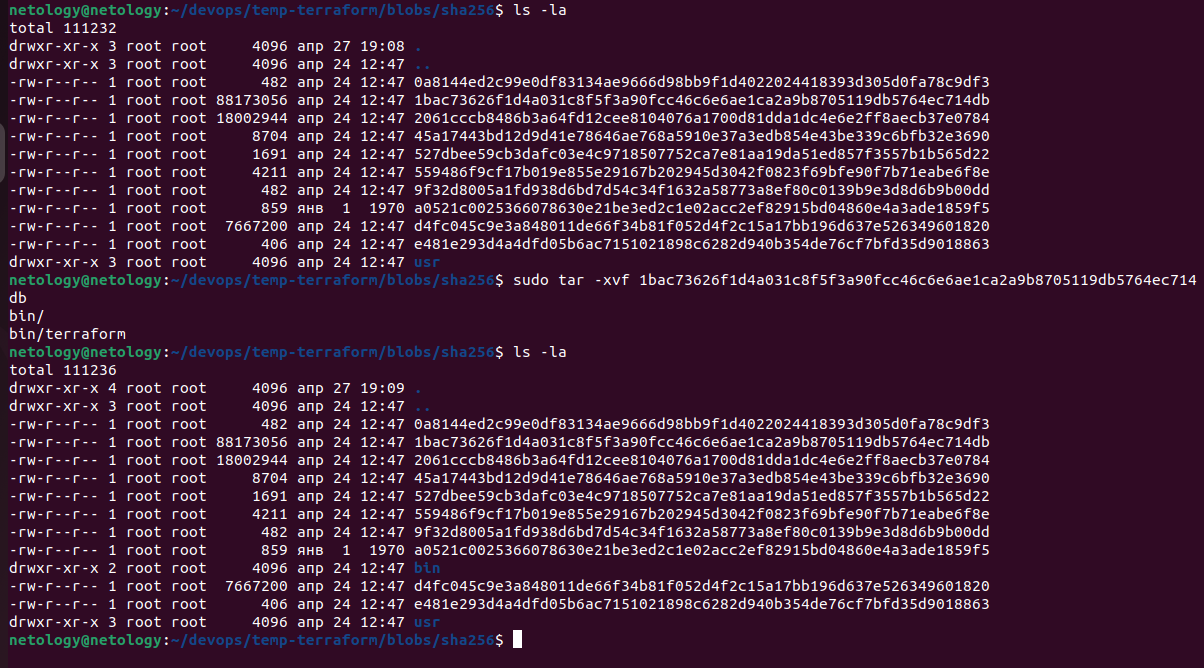 netology@netology:~/devops/temp-terraform/blobs/sha256$ ls -la
total 111232
drwxr-xr-x 3 root root     4096 апр 27 19:08 .
drwxr-xr-x 3 root root     4096 апр 24 12:47 ..
-rw-r--r-- 1 root root      482 апр 24 12:47 0a8144ed2c99e0df83134ae9666d98bb9f1d4022024418393d305d0fa78c9df3
-rw-r--r-- 1 root root 88173056 апр 24 12:47 1bac73626f1d4a031c8f5f3a90fcc46c6e6ae1ca2a9b8705119db5764ec714db
-rw-r--r-- 1 root root 18002944 апр 24 12:47 2061cccb8486b3a64fd12cee8104076a1700d81dda1dc4e6e2ff8aecb37e0784
-rw-r--r-- 1 root root     8704 апр 24 12:47 45a17443bd12d9d41e78646ae768a5910e37a3edb854e43be339c6bfb32e3690
-rw-r--r-- 1 root root     1691 апр 24 12:47 527dbee59cb3dafc03e4c9718507752ca7e81aa19da51ed857f3557b1b565d22
-rw-r--r-- 1 root root     4211 апр 24 12:47 559486f9cf17b019e855e29167b202945d3042f0823f69bfe90f7b71eabe6f8e
-rw-r--r-- 1 root root      482 апр 24 12:47 9f32d8005a1fd938d6bd7d54c34f1632a58773a8ef80c0139b9e3d8d6b9b00dd
-rw-r--r-- 1 root root      859 янв  1  1970 a0521c0025366078630e21be3ed2c1e02acc2ef82915bd04860e4a3ade1859f5
-rw-r--r-- 1 root root  7667200 апр 24 12:47 d4fc045c9e3a848011de66f34b81f052d4f2c15a17bb196d637e526349601820
-rw-r--r-- 1 root root      406 апр 24 12:47 e481e293d4a4dfd05b6ac7151021898c6282d940b354de76cf7bfd35d9018863
drwxr-xr-x 3 root root     4096 апр 24 12:47 usr
netology@netology:~/devops/temp-terraform/blobs/sha256$ sudo tar -xvf 1bac73626f1d4a031c8f5f3a90fcc46c6e6ae1ca2a9b8705119db5764ec714
db
bin/
bin/terraform
netology@netology:~/devops/temp-terraform/blobs/sha256$ ls -la
total 111236
drwxr-xr-x 4 root root     4096 апр 27 19:09 .
drwxr-xr-x 3 root root     4096 апр 24 12:47 ..
-rw-r--r-- 1 root root      482 апр 24 12:47 0a8144ed2c99e0df83134ae9666d98bb9f1d4022024418393d305d0fa78c9df3
-rw-r--r-- 1 root root 88173056 апр 24 12:47 1bac73626f1d4a031c8f5f3a90fcc46c6e6ae1ca2a9b8705119db5764ec714db
-rw-r--r-- 1 root root 18002944 апр 24 12:47 2061cccb8486b3a64fd12cee8104076a1700d81dda1dc4e6e2ff8aecb37e0784
-rw-r--r-- 1 root root     8704 апр 24 12:47 45a17443bd12d9d41e78646ae768a5910e37a3edb854e43be339c6bfb32e3690
-rw-r--r-- 1 root root     1691 апр 24 12:47 527dbee59cb3dafc03e4c9718507752ca7e81aa19da51ed857f3557b1b565d22
-rw-r--r-- 1 root root     4211 апр 24 12:47 559486f9cf17b019e855e29167b202945d3042f0823f69bfe90f7b71eabe6f8e
-rw-r--r-- 1 root root      482 апр 24 12:47 9f32d8005a1fd938d6bd7d54c34f1632a58773a8ef80c0139b9e3d8d6b9b00dd
-rw-r--r-- 1 root root      859 янв  1  1970 a0521c0025366078630e21be3ed2c1e02acc2ef82915bd04860e4a3ade1859f5
drwxr-xr-x 2 root root     4096 апр 24 12:47 bin
-rw-r--r-- 1 root root  7667200 апр 24 12:47 d4fc045c9e3a848011de66f34b81f052d4f2c15a17bb196d637e526349601820
-rw-r--r-- 1 root root      406 апр 24 12:47 e481e293d4a4dfd05b6ac7151021898c6282d940b354de76cf7bfd35d9018863
drwxr-xr-x 3 root root     4096 апр 24 12:47 usr
netology@netology:~/devops/temp-terraform/blobs/sha256$